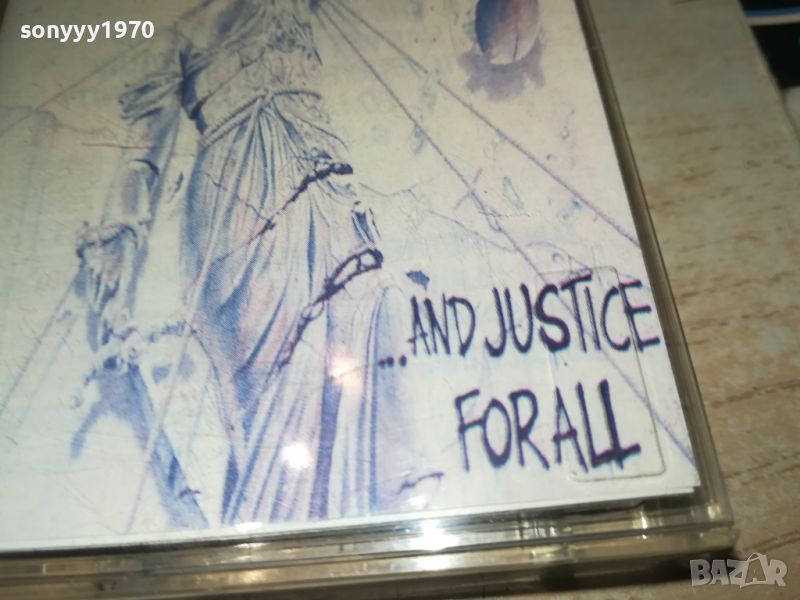 sonyyy1970
...AND JUSTICE
FOR ALL
BAZAR